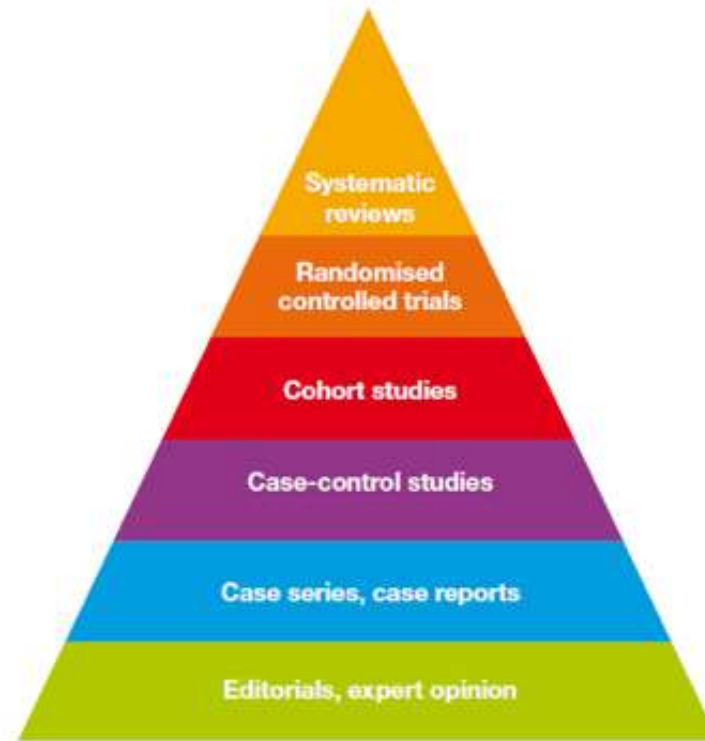 Systematic
reviews
Randomised
controlled trials
Cohort studies
Case-control studies
Case series, case reports
Editorials, expert opinion